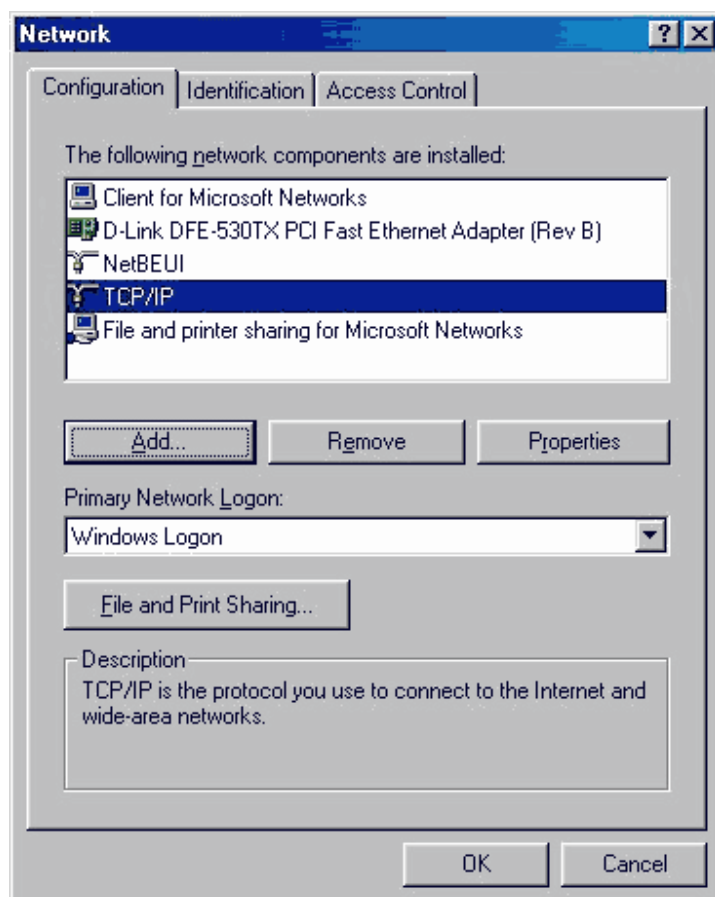 Network
Configuration Identification Access Control
The following network components are installed:
Client for Microsoft Networks
D-Link DFE-530TX PCI Fast Ethernet Adapter (Rev B)
NetBEUI
TCP/IP
File and printer sharing for Microsoft Networks
Add... Remove Properties
Primary Network Logon:
Windows Logon
File and Print Sharing...
Description
TCP/IP is the protocol you use to connect to the Internet and
wide-area networks.
OK Cancel